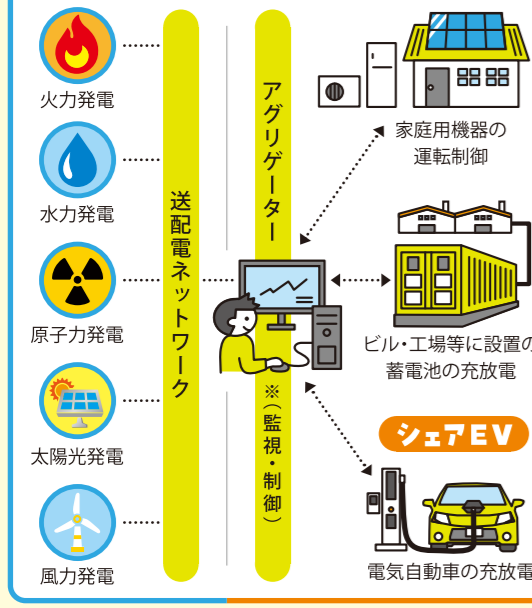 火力発電
水力発電
原子力発電
太陽光発電
風力発電
送配電ネットワーク
アグリゲーター
※(監視・制御)
家庭用機器の
運転制御
ビル・工場等に設置の
蓄電池の充放電
シェアEV
電気自動車の充放電